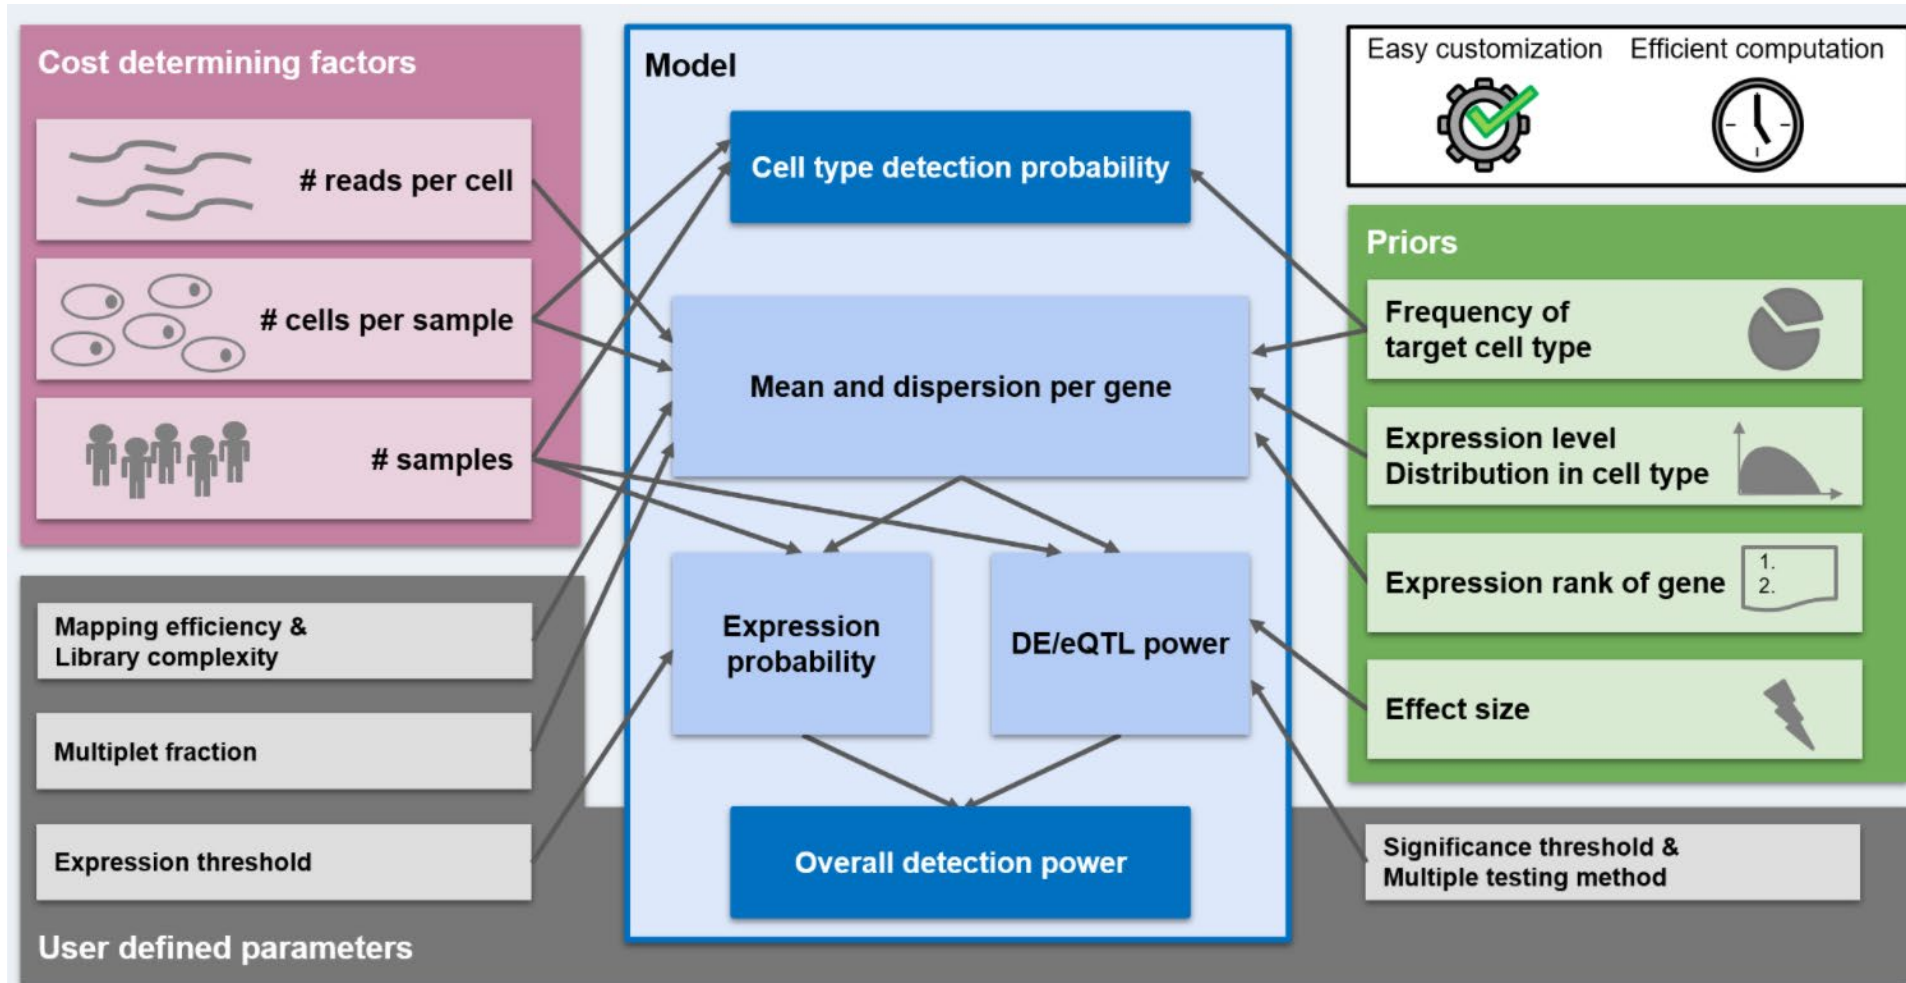 Cost determining factors
# reads per cell
# cells per sample
# samples
Mapping efficiency &
Library complexity
Multiplet fraction
Expression threshold
User defined parameters
Model
Cell type detection probability
Mean and dispersion per gene
Expression
probability
DE/eQTL power
Overall detection power
Easy customization
Efficient computation
Priors
Frequency of
target cell type
Expression level
Distribution in cell type
Expression rank of gene
1.
2.
Effect size
Significance threshold &
Multiple testing method